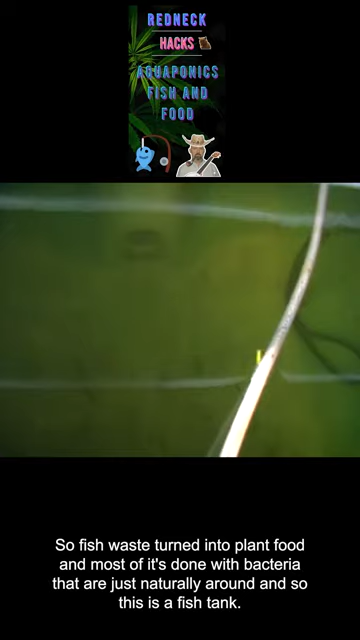 REDNECK
HACKS
AQUAPONICS
FISH AND
FOOD
So fish waste turned into plant food
and most of it's done with bacteria
that are just naturally around and so
this is a fish tank.